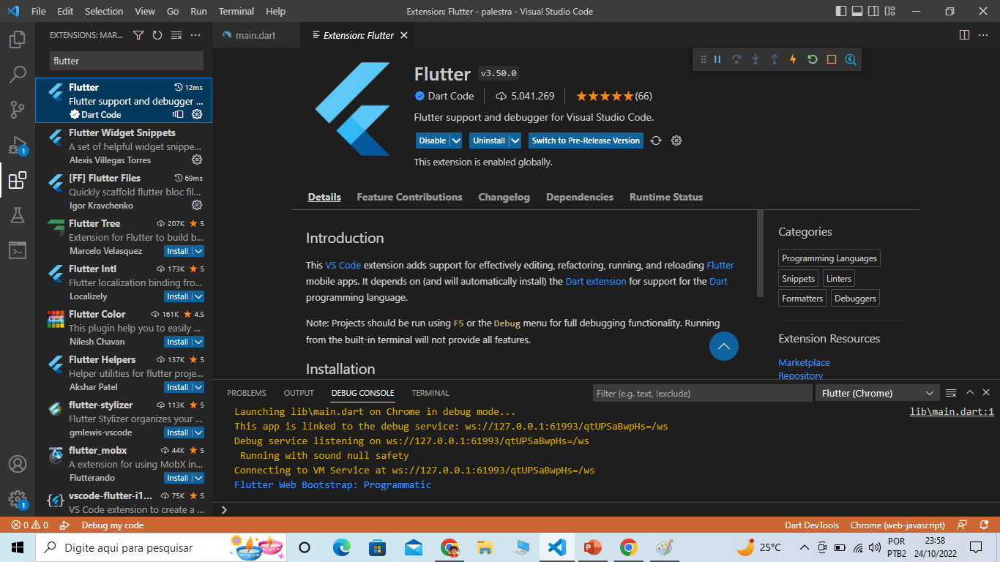 File Edit Selection View Go Run Terminal Help
Extension: Flutter - palestra - Visual Studio Code
EXTENSIONS: MAR...
flutter
Flutter 12ms
Flutter support and debugger ...
Dart Code
Flutter Widget Snippets
A set of helpful widget snippe...
Alexis Villegas Torres
[FF] Flutter Files 69ms
Quickly scaffold flutter bloc fil...
Igor Kravchenko
Flutter Tree 207K 5
Extension for Flutter to build b...
Marcelo Velasquez Install
Flutter Intl 173K 5
Flutter localization binding fro...
Localizely Install
Flutter Color 161K 4.5
This plugin help you to easily ...
Nilesh Chavan Install
Flutter Helpers 137K 5
Helper utilities for flutter proje...
Akshar Patel Install
flutter-stylizer 113K 5
Flutter Stylizer organizes your ...
gmlewis-vscode Install
flutter_mobx 44K 5
A extension for using MobX in...
Flutterando Install
vscode-flutter-i1... 75K 5
VS Code extension to create a ...
1
1
main.dart
Extension: Flutter
Flutter v3.50.0
Dart Code 5.041.269 (66)
Flutter support and debugger for Visual Studio Code.
Disable Uninstall Switch to Pre-Release Version
This extension is enabled globally.
Details Feature Contributions Changelog Dependencies Runtime Status
Introduction
This VS Code extension adds support for effectively editing, refactoring, running, and reloading Flutter
mobile apps. It depends on (and will automatically install) the Dart extension for support for the Dart
programming language.
Note: Projects should be run using F5 or the Debug menu for full debugging functionality. Running
from the built-in terminal will not provide all features.
Installation
Categories
Programming Languages
Snippets Linters
Formatters Debuggers
Extension Resources
Marketplace
Repository
PROBLEMS OUTPUT DEBUG CONSOLE TERMINAL
Filter (e.g. text, !exclude)
Flutter (Chrome)
Launching lib\main.dart on Chrome in debug mode...
lib\main.dart:1
This app is linked to the debug service: ws://127.0.0.1:61993/qtUPSaBwpHs=/ws
Debug service listening on ws://127.0.0.1:61993/qtUPSaBwpHs=/ws
Running with sound null safety
Connecting to VM Service at ws://127.0.0.1:61993/qtUPSaBwpHs=/ws
Flutter Web Bootstrap: Programmatic
0 0 Debug my code
Dart DevTools Chrome (web-javascript)
Digite aqui para pesquisar
25°C
POR
PTB2
23:58
24/10/2022